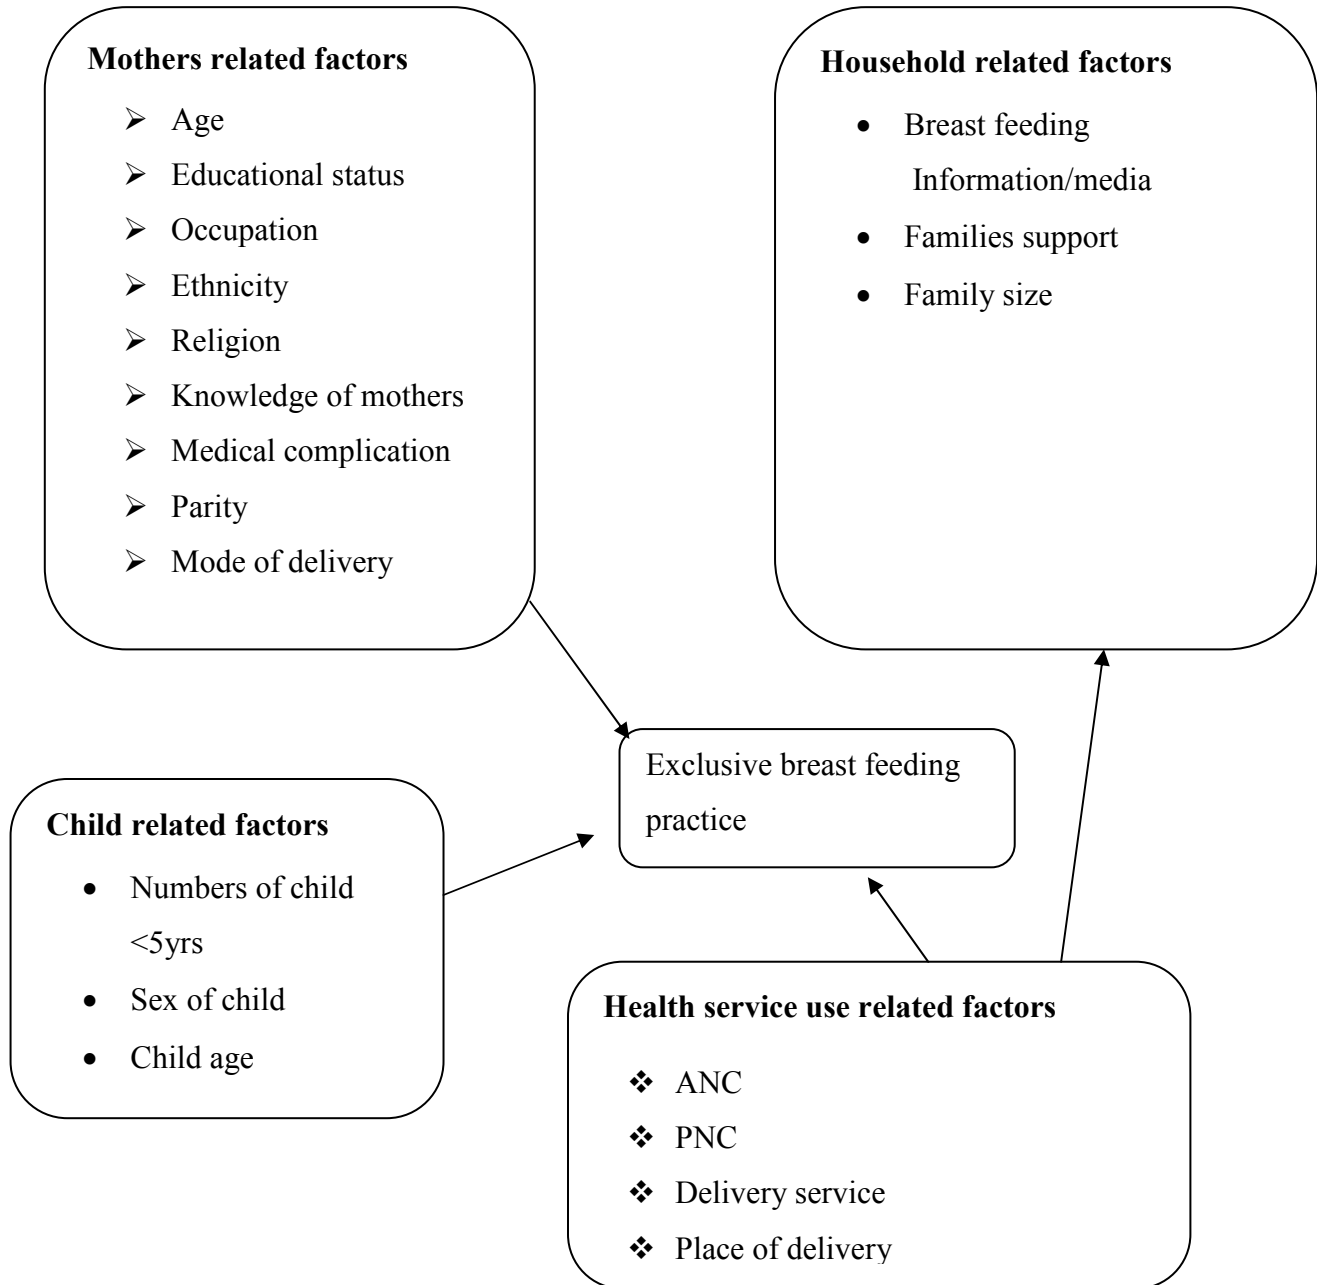 Mothers related factors
➢ Age
➢ Educational status
➢ Occupation
➢ Ethnicity
➢ Religion
➢ Knowledge of mothers
➢ Medical complication
➢ Parity
➢ Mode of delivery
Household related factors
• Breast feeding
Information/media
• Families support
• Family size
Exclusive breast feeding
practice
Child related factors
• Numbers of child
<5yrs
• Sex of child
• Child age
Health service use related factors
❖ ANC
❖ PNC
❖ Delivery service
❖ Place of delivery